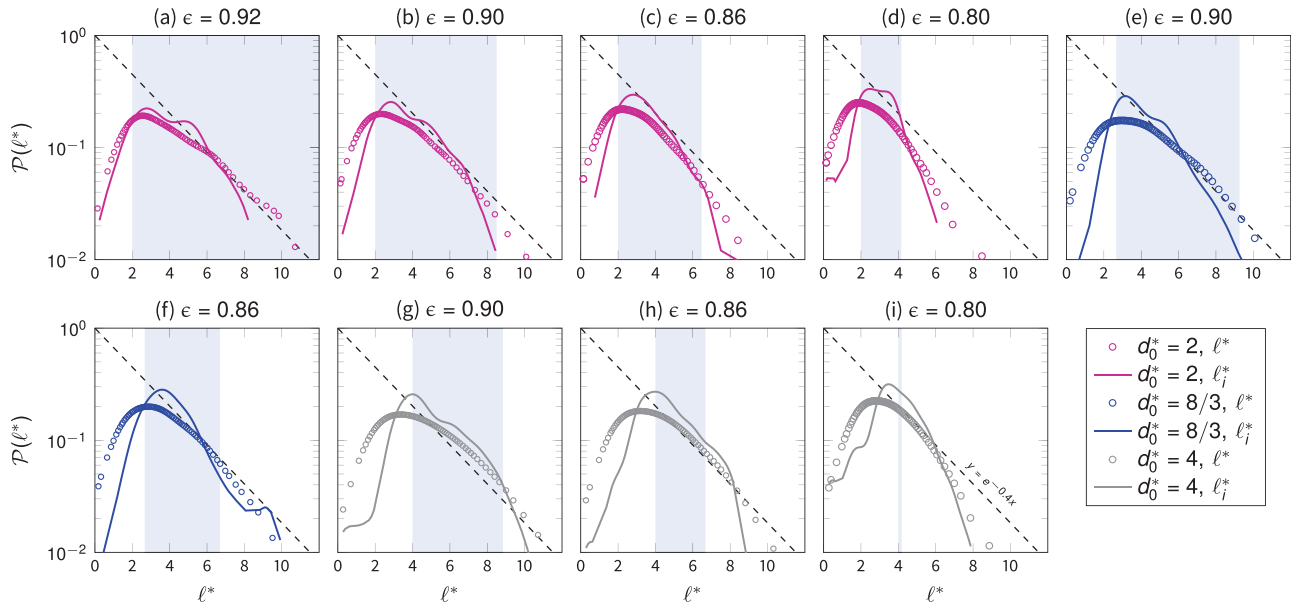 (a) ϵ = 0.92 (b) ϵ = 0.90 (c) ϵ = 0.86 (d) ϵ = 0.80 (e) ϵ = 0.90
10⁰
10⁻¹
10⁻²
P(ℓ*)
0 2 4 6 8 10 0 2 4 6 8 10 0 2 4 6 8 10 0 2 4 6 8 10 0 2 4 6 8 10
(f) ϵ = 0.86 (g) ϵ = 0.90 (h) ϵ = 0.86 (i) ϵ = 0.80
10⁰
10⁻¹
10⁻²
P(ℓ*)
y = e⁻⁰·⁴ˣ
0 2 4 6 8 10 0 2 4 6 8 10 0 2 4 6 8 10 0 2 4 6 8 10
ℓ* ℓ* ℓ* ℓ*
d₀* = 2, ℓ*
d₀* = 2, ℓᵢ*
d₀* = 8/3, ℓ*
d₀* = 8/3, ℓᵢ*
d₀* = 4, ℓ*
d₀* = 4, ℓᵢ*